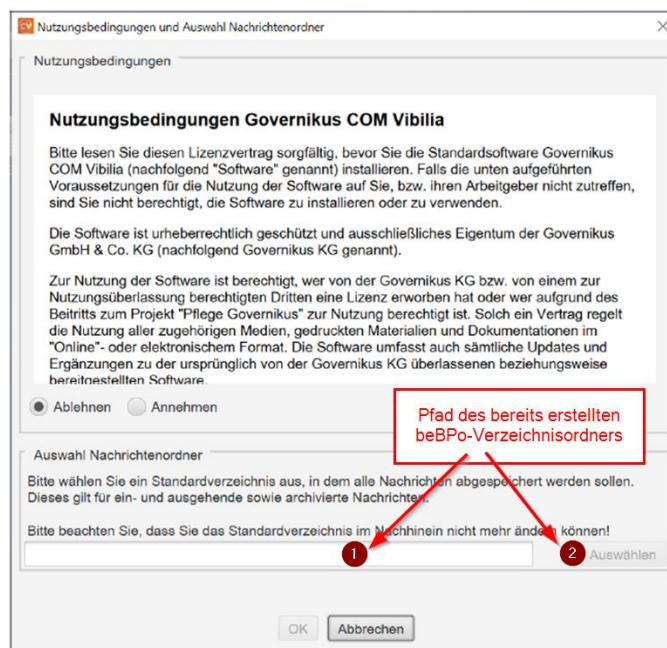 CV Nutzungsbedingungen und Auswahl Nachrichtenordner
Nutzungsbedingungen
Nutzungsbedingungen Governikus COM Vibilia
Bitte lesen Sie diesen Lizenzvertrag sorgfältig, bevor Sie die Standardsoftware Governikus
COM Vibilia (nachfolgend "Software" genannt) installieren. Falls die unten aufgeführten
Voraussetzungen für die Nutzung der Software auf Sie, bzw. ihren Arbeitgeber nicht zutreffen,
sind Sie nicht berechtigt, die Software zu installieren oder zu verwenden.
Die Software ist urheberrechtlich geschützt und ausschließliches Eigentum der Governikus
GmbH & Co. KG (nachfolgend Governikus KG genannt).
Zur Nutzung der Software ist berechtigt, wer von der Governikus KG bzw. von einem zur
Nutzungsüberlassung berechtigten Dritten eine Lizenz erworben hat oder wer aufgrund des
Beitritts zum Projekt "Pflege Governikus" zur Nutzung berechtigt ist. Solch ein Vertrag regelt
die Nutzung aller zugehörigen Medien, gedruckten Materialien und Dokumentationen im
"Online"- oder elektronischem Format. Die Software umfasst auch sämtliche Updates und
Ergänzungen zu der ursprünglich von der Governikus KG überlassenen beziehungsweise
bereitgestellten Software.
Ablehnen Annehmen
Pfad des bereits erstellten
beBPo-Verzeichnisordners
Auswahl Nachrichtenordner
Bitte wählen Sie ein Standardverzeichnis aus, in dem alle Nachrichten abgespeichert werden sollen.
Dieses gilt für ein- und ausgehende sowie archivierte Nachrichten.
Bitte beachten Sie, dass Sie das Standardverzeichnis im Nachhinein nicht mehr ändern können!
1 2 Auswählen
OK Abbrechen